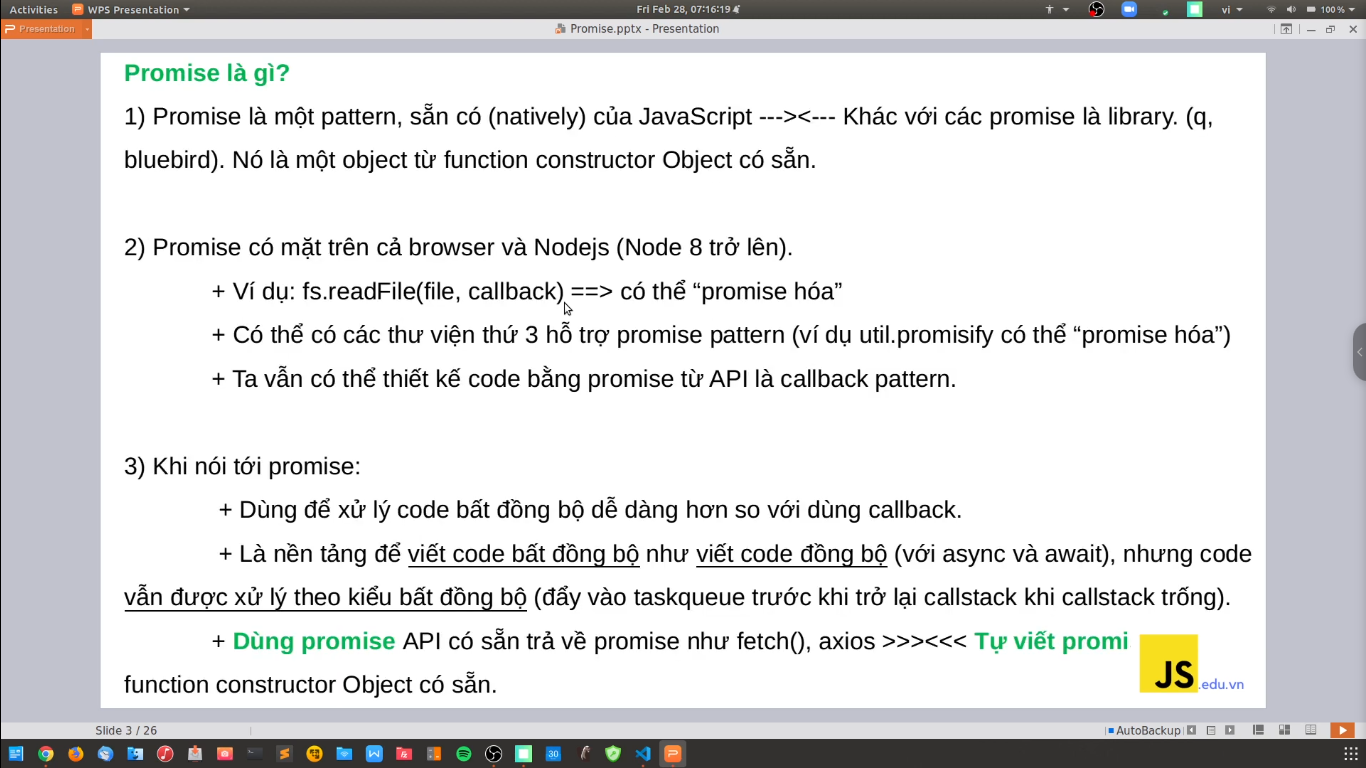 Activities WPS Presentation Fri Feb 28, 07:16:19 vi 100 %
Presentation Promise.pptx - Presentation
Promise là gì?
1) Promise là một pattern, sẵn có (natively) của JavaScript ---><--- Khác với các promise là library. (q,
bluebird). Nó là một object từ function constructor Object có sẵn.
2) Promise có mặt trên cả browser và Nodejs (Node 8 trở lên).
+ Ví dụ: fs.readFile(file, callback) ==> có thể “promise hóa”
+ Có thể có các thư viện thứ 3 hỗ trợ promise pattern (ví dụ util.promisify có thể “promise hóa”)
+ Ta vẫn có thể thiết kế code bằng promise từ API là callback pattern.
3) Khi nói tới promise:
+ Dùng để xử lý code bất đồng bộ dễ dàng hơn so với dùng callback.
+ Là nền tảng để viết code bất đồng bộ như viết code đồng bộ (với async và await), nhưng code
vẫn được xử lý theo kiểu bất đồng bộ (đẩy vào taskqueue trước khi trở lại callstack khi callstack trống).
+ Dùng promise API có sẵn trả về promise như fetch(), axios >>><<< Tự viết promi
function constructor Object có sẵn.
JS.edu.vn
Slide 3 / 26 AutoBackup
30